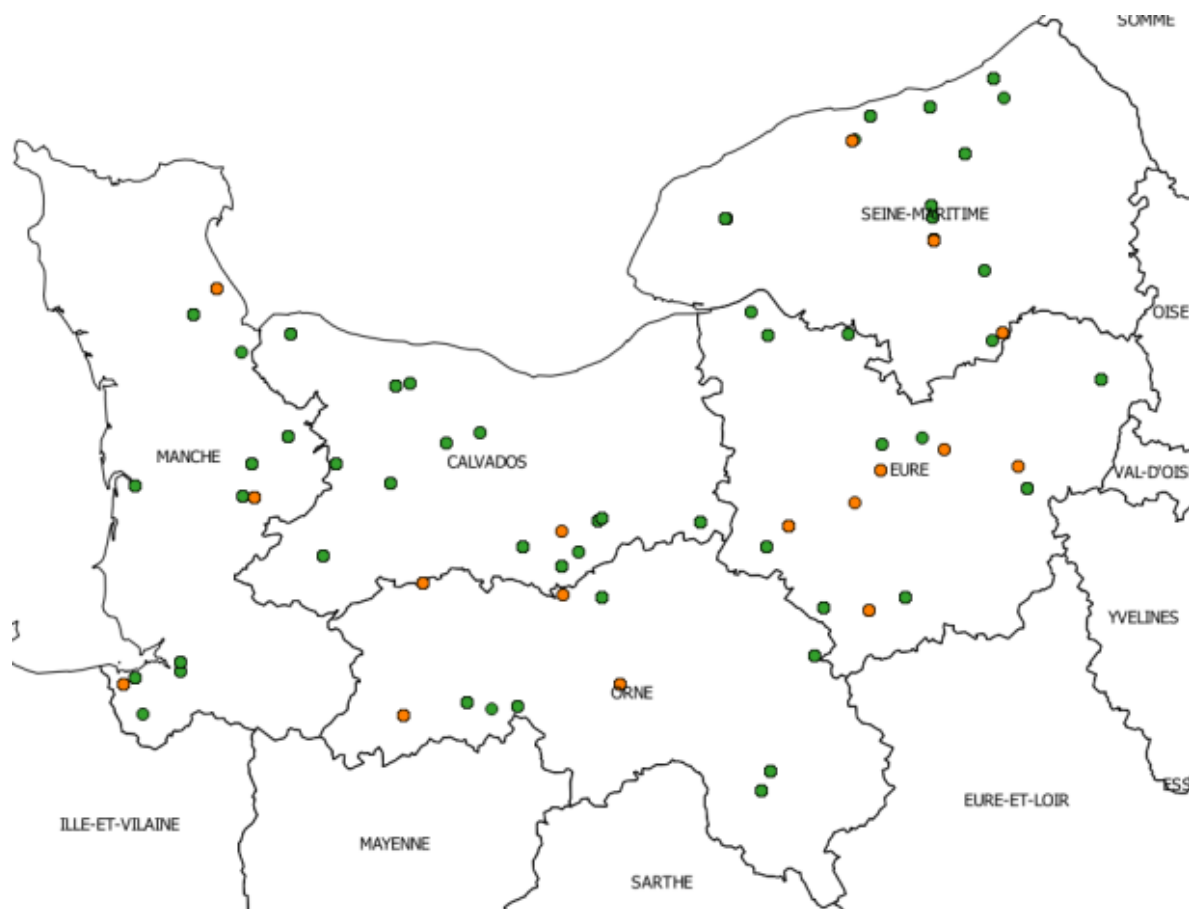 SOMME
SEINE-MARITIME
OISE
MANCHE
CALVADOS
EURE
VAL-D'OIS
YVELINES
ORNE
ESS
EURE-ET-LOIR
ILLE-ET-VILAINE
MAYENNE
SARTHE